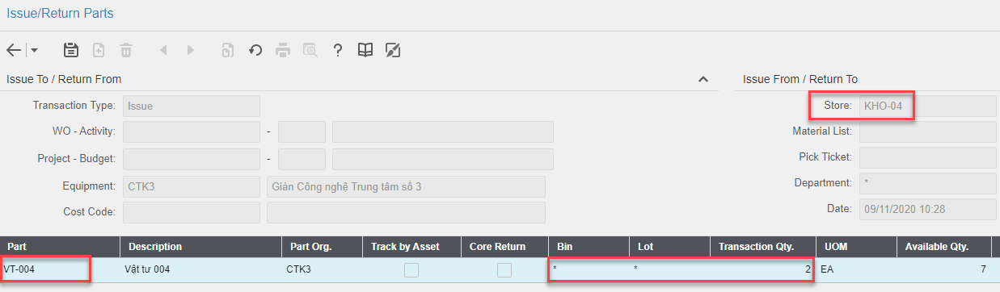 Issue/Return Parts
Issue To / Return From
Issue From / Return To
Transaction Type: Issue
Store: KHO-04
WO - Activity: -
Material List:
Project - Budget: -
Pick Ticket:
Equipment: CTK3 Giàn Công nghệ Trung tâm số 3
Department: *
Cost Code:
Date: 09/11/2020 10:28
Part Description Part Org. Track by Asset Core Return Bin Lot Transaction Qty. UOM Available Qty.
VT-004 Vật tư 004 CTK3 * * 2 EA 7